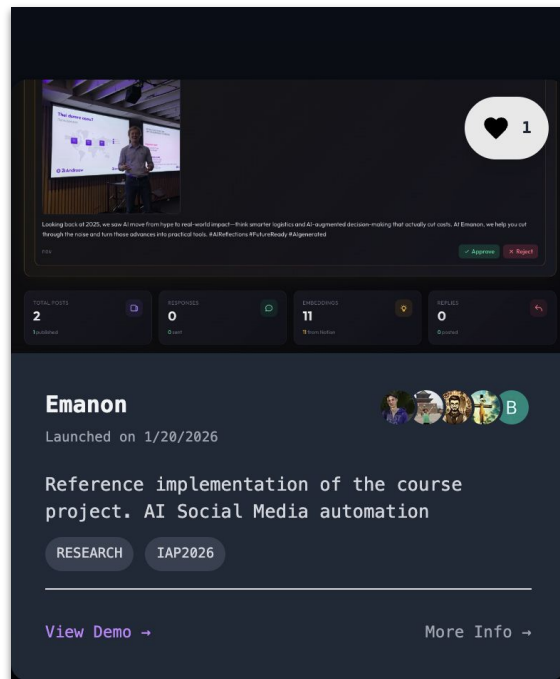 1
Looking back at 2025, we saw AI move from hype to real-world impact—think smarter logistics and AI-augmented decision-making that actually cut costs. At Emanon, we help you cut
through the noise and turn those advances into practical tools. #AIReflections #FutureReady #AIgenerated
✓ Approve ✕ Reject
TOTAL POSTS RESPONSES EMBEDDINGS REPLIES
2 0 11 0
1 published 0 sent 11 from Notion 0 posted
Emanon
B
Launched on 1/20/2026
Reference implementation of the course
project. AI Social Media automation
RESEARCH IAP2026
View Demo → More Info →